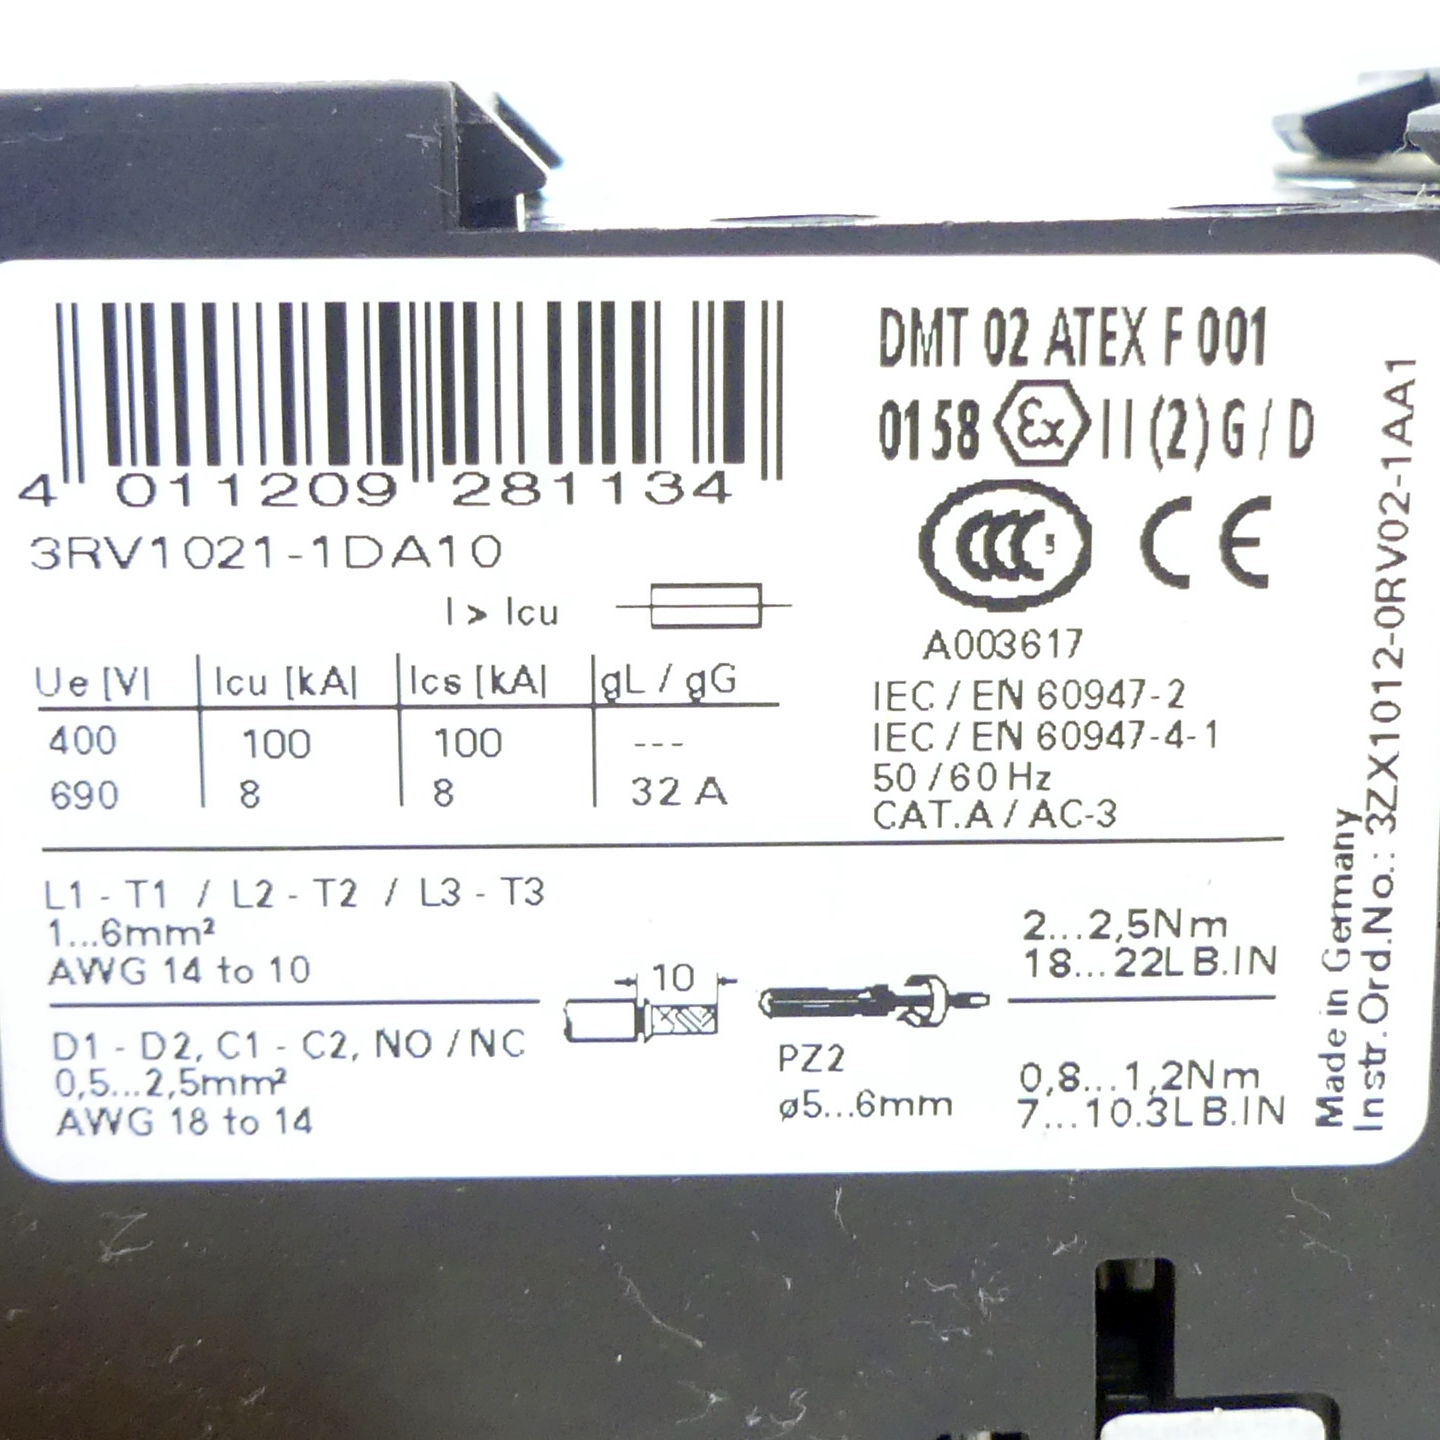 4 011209 281134
3RV1021-1DA10
I > Icu
Ue [V] Icu [kA] Ics [kA] gL / gG
400 100 100 ---
690 8 8 32 A
DMT 02 ATEX F 001
0158 Ex II (2) G / D
CCC S CE
A003617
IEC / EN 60947-2
IEC / EN 60947-4-1
50 / 60 Hz
CAT.A / AC-3
L1 - T1 / L2 - T2 / L3 - T3
1...6mm²
AWG 14 to 10
D1 - D2, C1 - C2, NO / NC
0,5...2,5mm²
AWG 18 to 14
10
PZ2
ø5...6mm
2...2,5Nm
18...22LB.IN
0,8...1,2Nm
7...10.3LB.IN
Made in Germany
Instr.Ord.No.: 3ZX1012-0RV02-1AA1